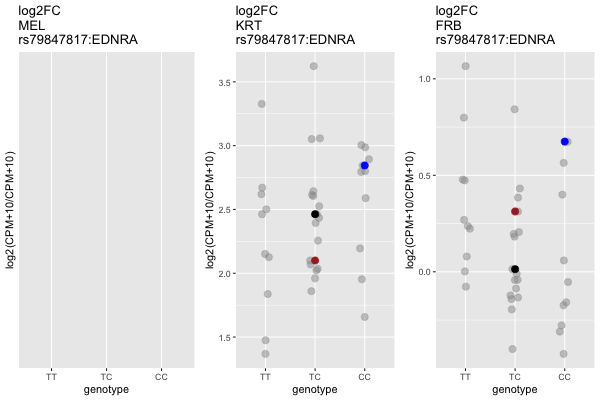 log2FC
MEL
rs79847817:EDNRA
log2(CPM+10/CPM+10)
TT TC CC
genotype
log2FC
KRT
rs79847817:EDNRA
log2(CPM+10/CPM+10)
3.5
3.0
2.5
2.0
1.5
TT TC CC
genotype
log2FC
FRB
rs79847817:EDNRA
log2(CPM+10/CPM+10)
1.0
0.5
0.0
TT TC CC
genotype